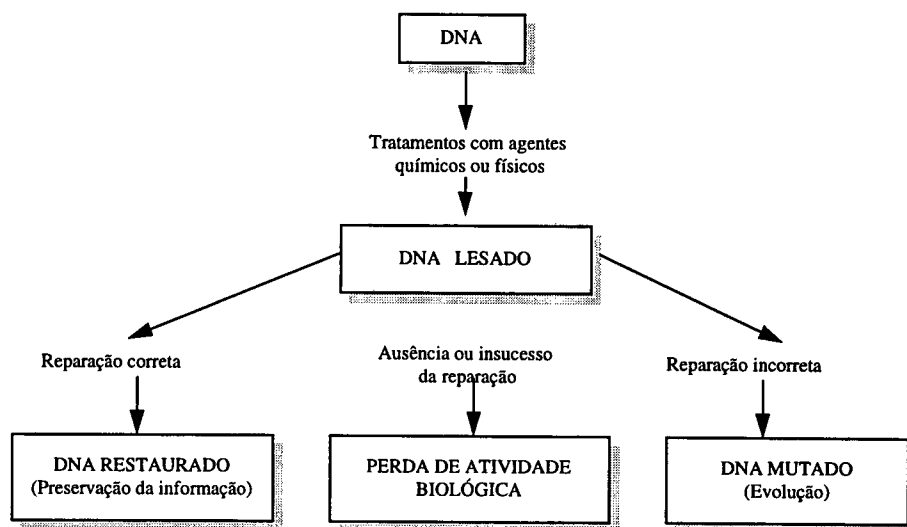 DNA
Tratamentos com agentes
químicos ou físicos
DNA LESADO
Reparação correta
Ausência ou insucesso
da reparação
Reparação incorreta
DNA RESTAURADO
(Preservação da informação)
PERDA DE ATIVIDADE
BIOLÓGICA
DNA MUTADO
(Evolução)